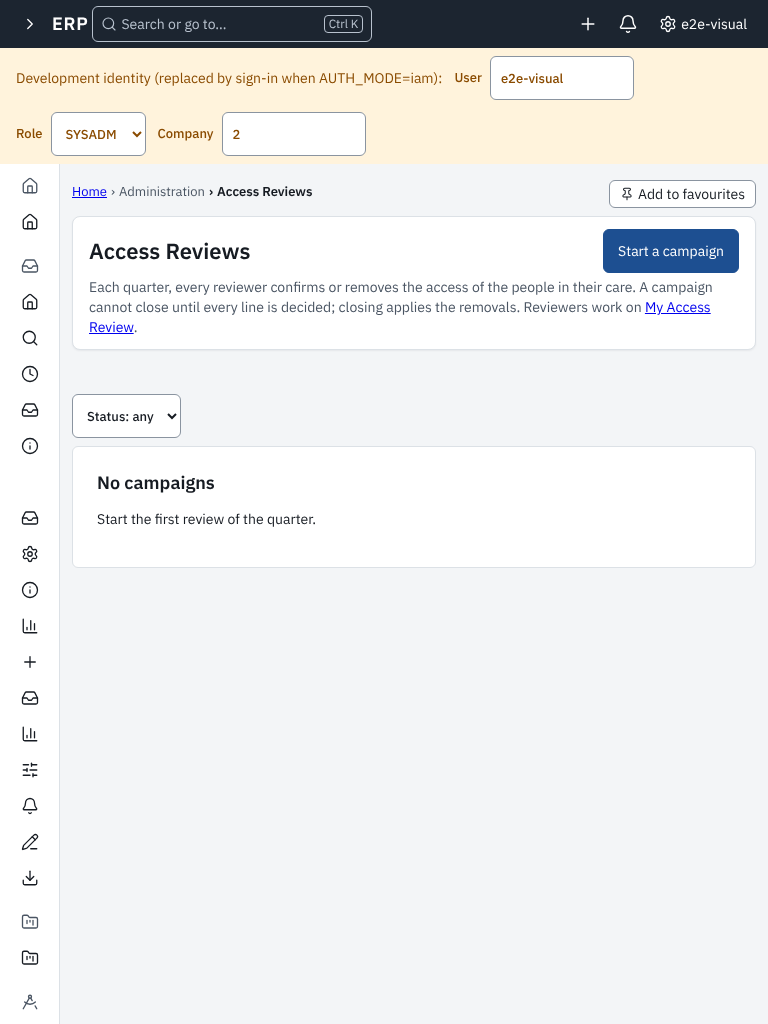 ERP
Search or go to...
Ctrl K
e2e-visual
Development identity (replaced by sign-in when AUTH_MODE=iam):
User
e2e-visual
Role
SYSADM
Company
2
Home › Administration › Access Reviews
Add to favourites
Access Reviews
Start a campaign
Each quarter, every reviewer confirms or removes the access of the people in their care. A campaign
cannot close until every line is decided; closing applies the removals. Reviewers work on My Access
Review.
Status: any
No campaigns
Start the first review of the quarter.